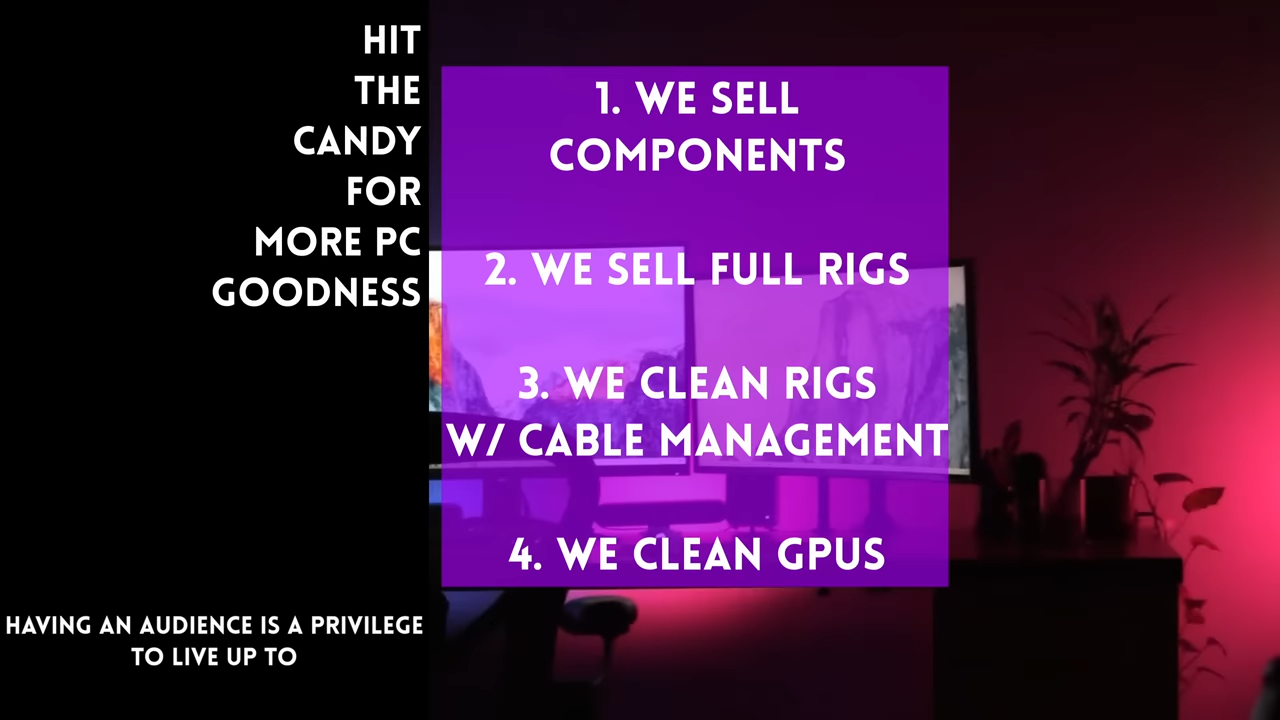 HIT
THE
CANDY
FOR
MORE PC
GOODNESS
1. WE SELL
COMPONENTS
2. WE SELL FULL RIGS
3. WE CLEAN RIGS
W/ CABLE MANAGEMENT
4. WE CLEAN GPUS
HAVING AN AUDIENCE IS A PRIVILEGE
TO LIVE UP TO